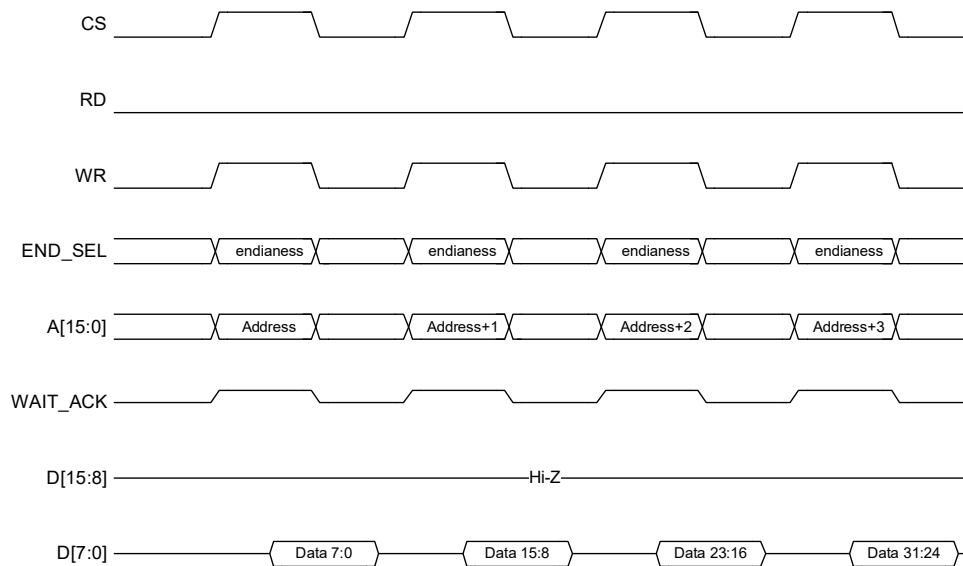 CS
RD
WR
END_SEL endianess endianess endianess endianess
A[15:0] Address Address+1 Address+2 Address+3
WAIT_ACK
D[15:8] Hi-Z
D[7:0] Data 7:0 Data 15:8 Data 23:16 Data 31:24